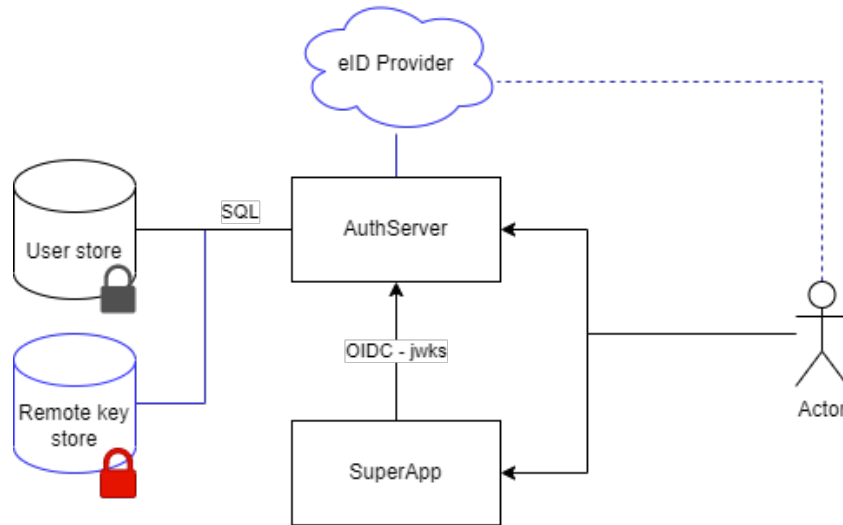 eID Provider
SQL
AuthServer
User store
OIDC - jwks
Remote key
store
Actor
SuperApp